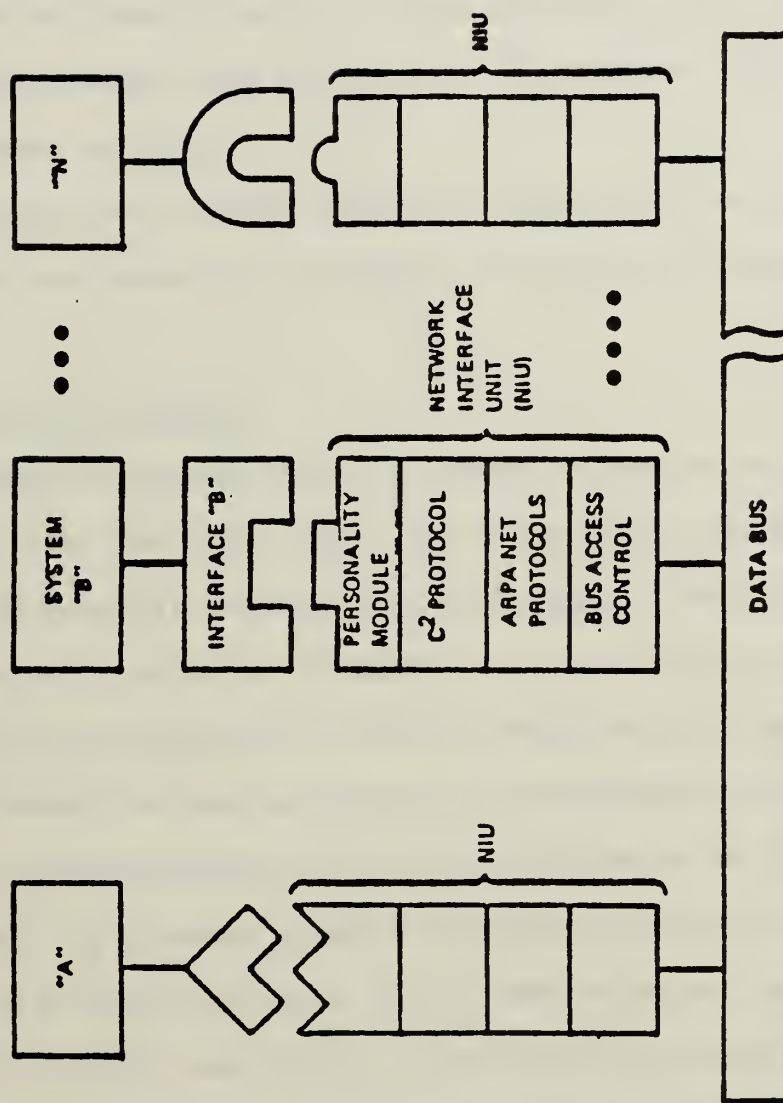 "A"
SYSTEM
"B"
"N"
INTERFACE "B"
NIU
PERSONALITY
MODULE
C² PROTOCOL
ARPA NET
PROTOCOLS
BUS ACCESS
CONTROL
NETWORK
INTERFACE
UNIT
(NIU)
NIU
DATA BUS